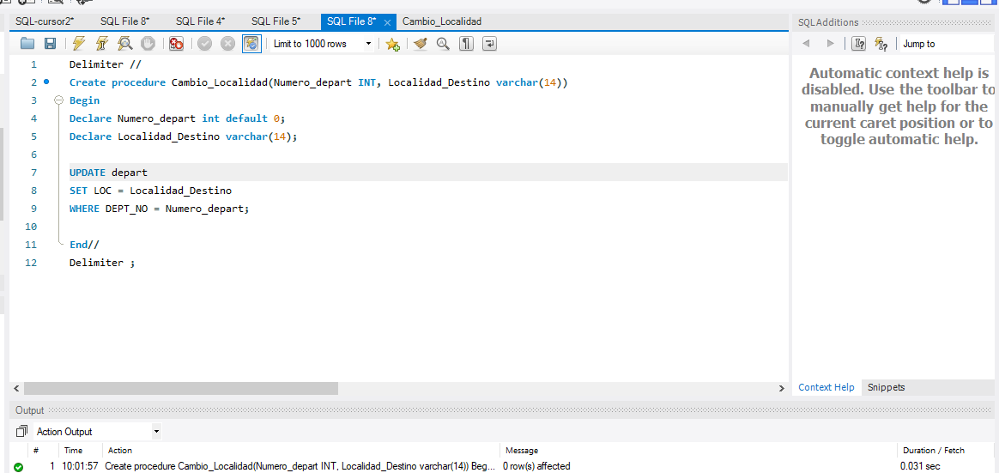 SQL-cursor2* SQL File 8* SQL File 4* SQL File 5* SQL File 8* Cambio_Localidad
SQLAdditions
Limit to 1000 rows
Jump to
1 Delimiter //
2 Create procedure Cambio_Localidad(Numero_depart INT, Localidad_Destino varchar(14))
3 Begin
4 Declare Numero_depart int default 0;
5 Declare Localidad_Destino varchar(14);
6
7 UPDATE depart
8 SET LOC = Localidad_Destino
9 WHERE DEPT_NO = Numero_depart;
10
11 End//
12 Delimiter ;
Automatic context help is
disabled. Use the toolbar to
manually get help for the
current caret position or to
toggle automatic help.
Context Help Snippets
Output
Action Output
# Time Action Message Duration / Fetch
1 10:01:57 Create procedure Cambio_Localidad(Numero_depart INT, Localidad_Destino varchar(14)) Beg... 0 row(s) affected 0.031 sec